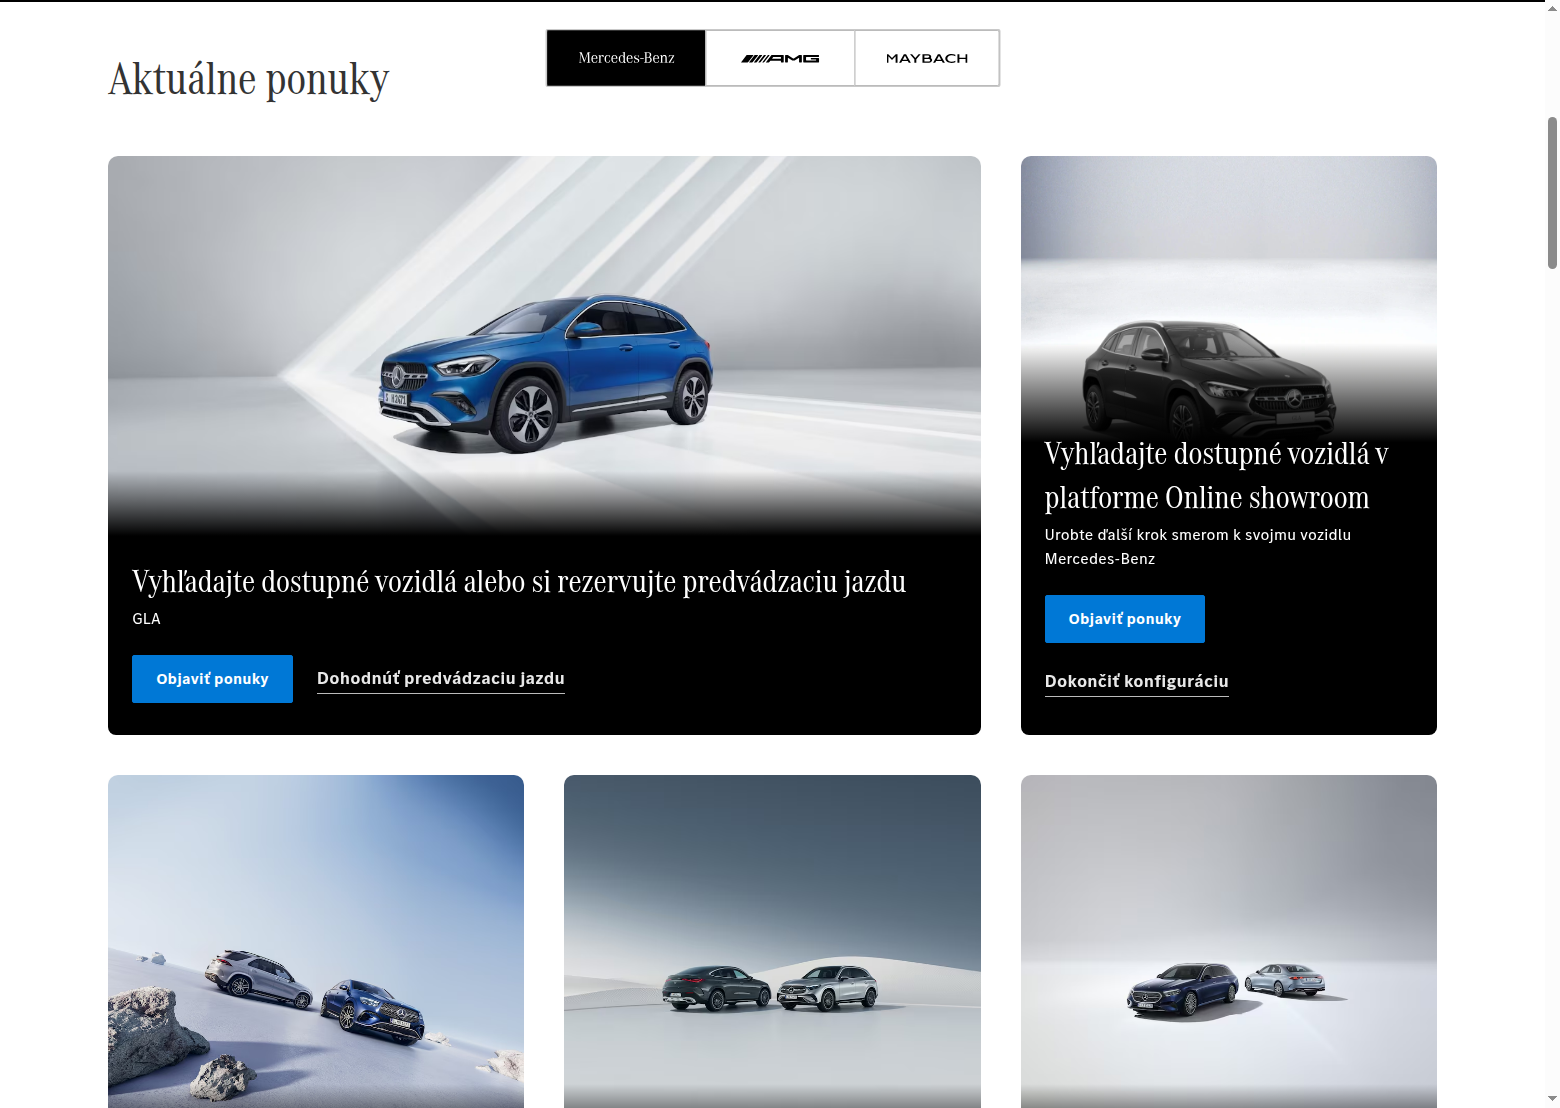 Aktuálne ponuky
Mercedes-Benz
AMG
MAYBACH
Vyhľadajte dostupné vozidlá alebo si rezervujte predvádzaciu jazdu
GLA
Objaviť ponuky
Dohodnúť predvádzaciu jazdu
Vyhľadajte dostupné vozidlá v
platforme Online showroom
Urobte ďalší krok smerom k svojmu vozidlu
Mercedes-Benz
Objaviť ponuky
Dokončiť konfiguráciu